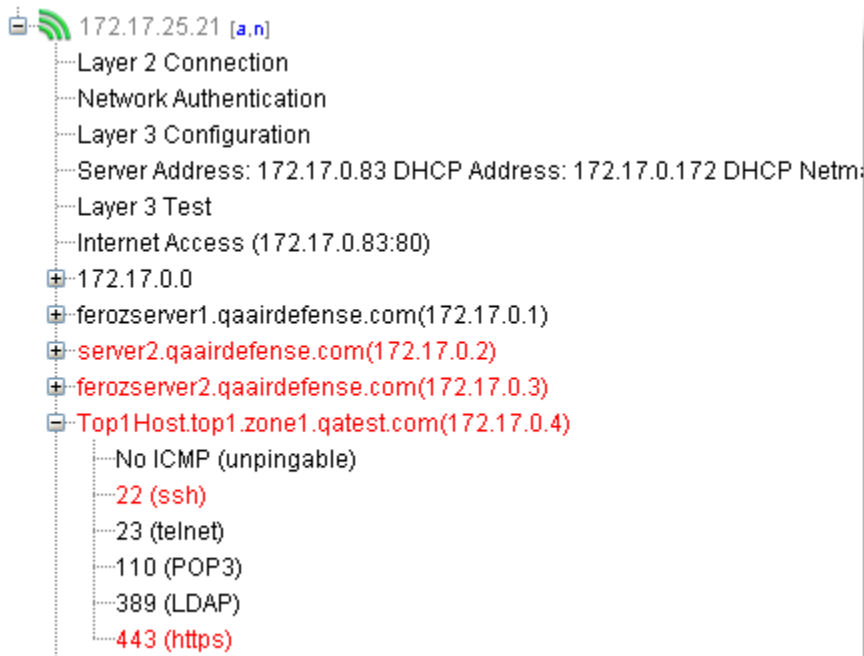 172.17.25.21 [a,n]
Layer 2 Connection
Network Authentication
Layer 3 Configuration
Server Address: 172.17.0.83 DHCP Address: 172.17.0.172 DHCP
Layer 3 Test
Internet Access (172.17.0.83:80)
172.17.0.0
ferozserver1.qaairdefense.com(172.17.0.1)
server2.qaairdefense.com(172.17.0.2)
ferozserver2.qaairdefense.com(172.17.0.3)
Top1Host.top1.zone1.qatest.com(172.17.0.4)
No ICMP (unpingable)
22 (ssh)
23 (telnet)
110 (POP3)
389 (LDAP)
443 (https)